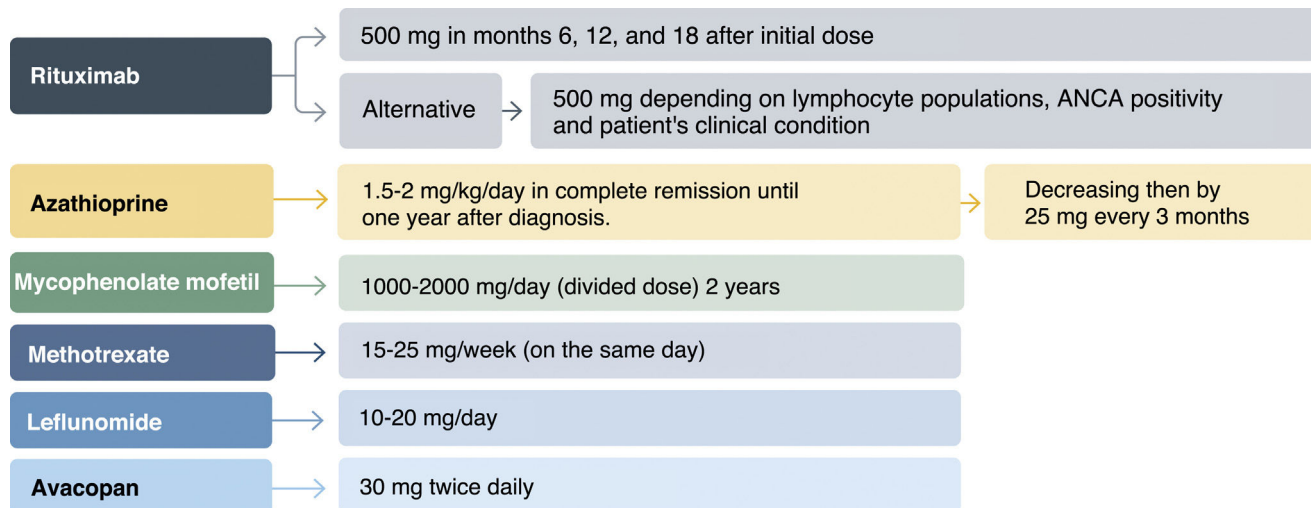 Rituximab
500 mg in months 6, 12, and 18 after initial dose
Alternative
500 mg depending on lymphocyte populations, ANCA positivity
and patient's clinical condition
Azathioprine
1.5-2 mg/kg/day in complete remission until
one year after diagnosis.
Decreasing then by
25 mg every 3 months
Mycophenolate mofetil
1000-2000 mg/day (divided dose) 2 years
Methotrexate
15-25 mg/week (on the same day)
Leflunomide
10-20 mg/day
Avacopan
30 mg twice daily